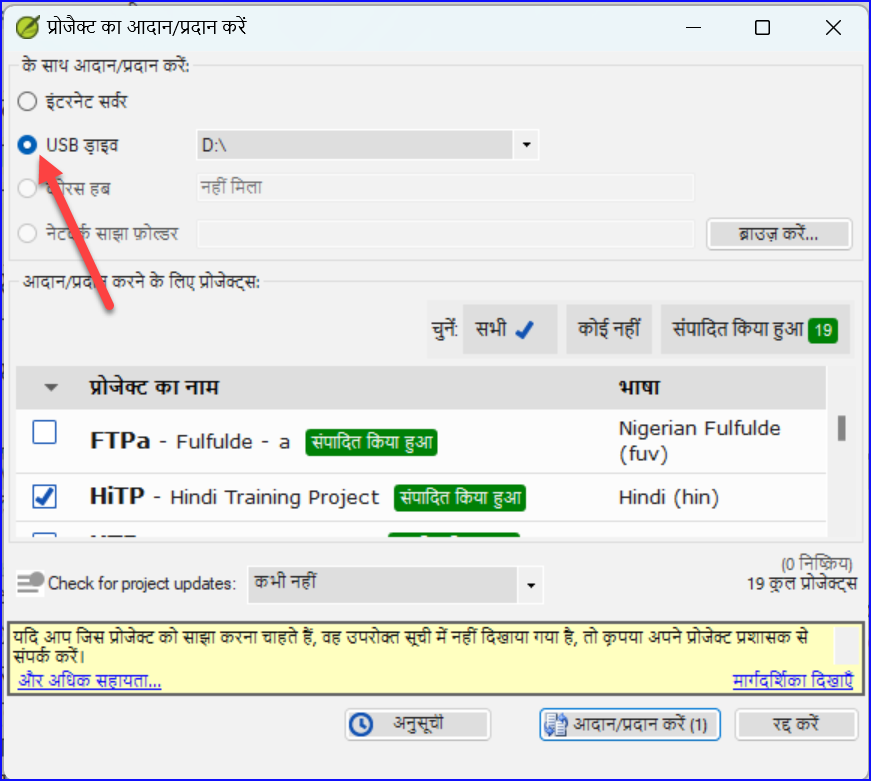 प्रोजैक्ट का आदान/प्रदान करें
के साथ आदान/प्रदान करें:
इंटरनेट सर्वर
USB ड्राइव D:\
कोरस हब नहीं मिला
नेटवर्क साझा फ़ोल्डर ब्राउज़ करें...
आदान/प्रदान करने के लिए प्रोजेक्ट्स:
चुनें: सभी कोई नहीं संपादित किया हुआ 19
प्रोजेक्ट का नाम भाषा
FTPa - Fulfulde - a संपादित किया हुआ Nigerian Fulfulde
(fuv)
HiTP - Hindi Training Project संपादित किया हुआ Hindi (hin)
(0 निष्क्रिय)
Check for project updates: कभी नहीं 19 कुल प्रोजेक्ट्स
यदि आप जिस प्रोजेक्ट को साझा करना चाहते हैं, वह उपरोक्त सूची में नहीं दिखाया गया है, तो कृपया अपने प्रोजेक्ट प्रशासक से
संपर्क करें।
और अधिक सहायता... मार्गदर्शिका दिखाएँ
अनुसूची आदान/प्रदान करें (1) रद्द करें